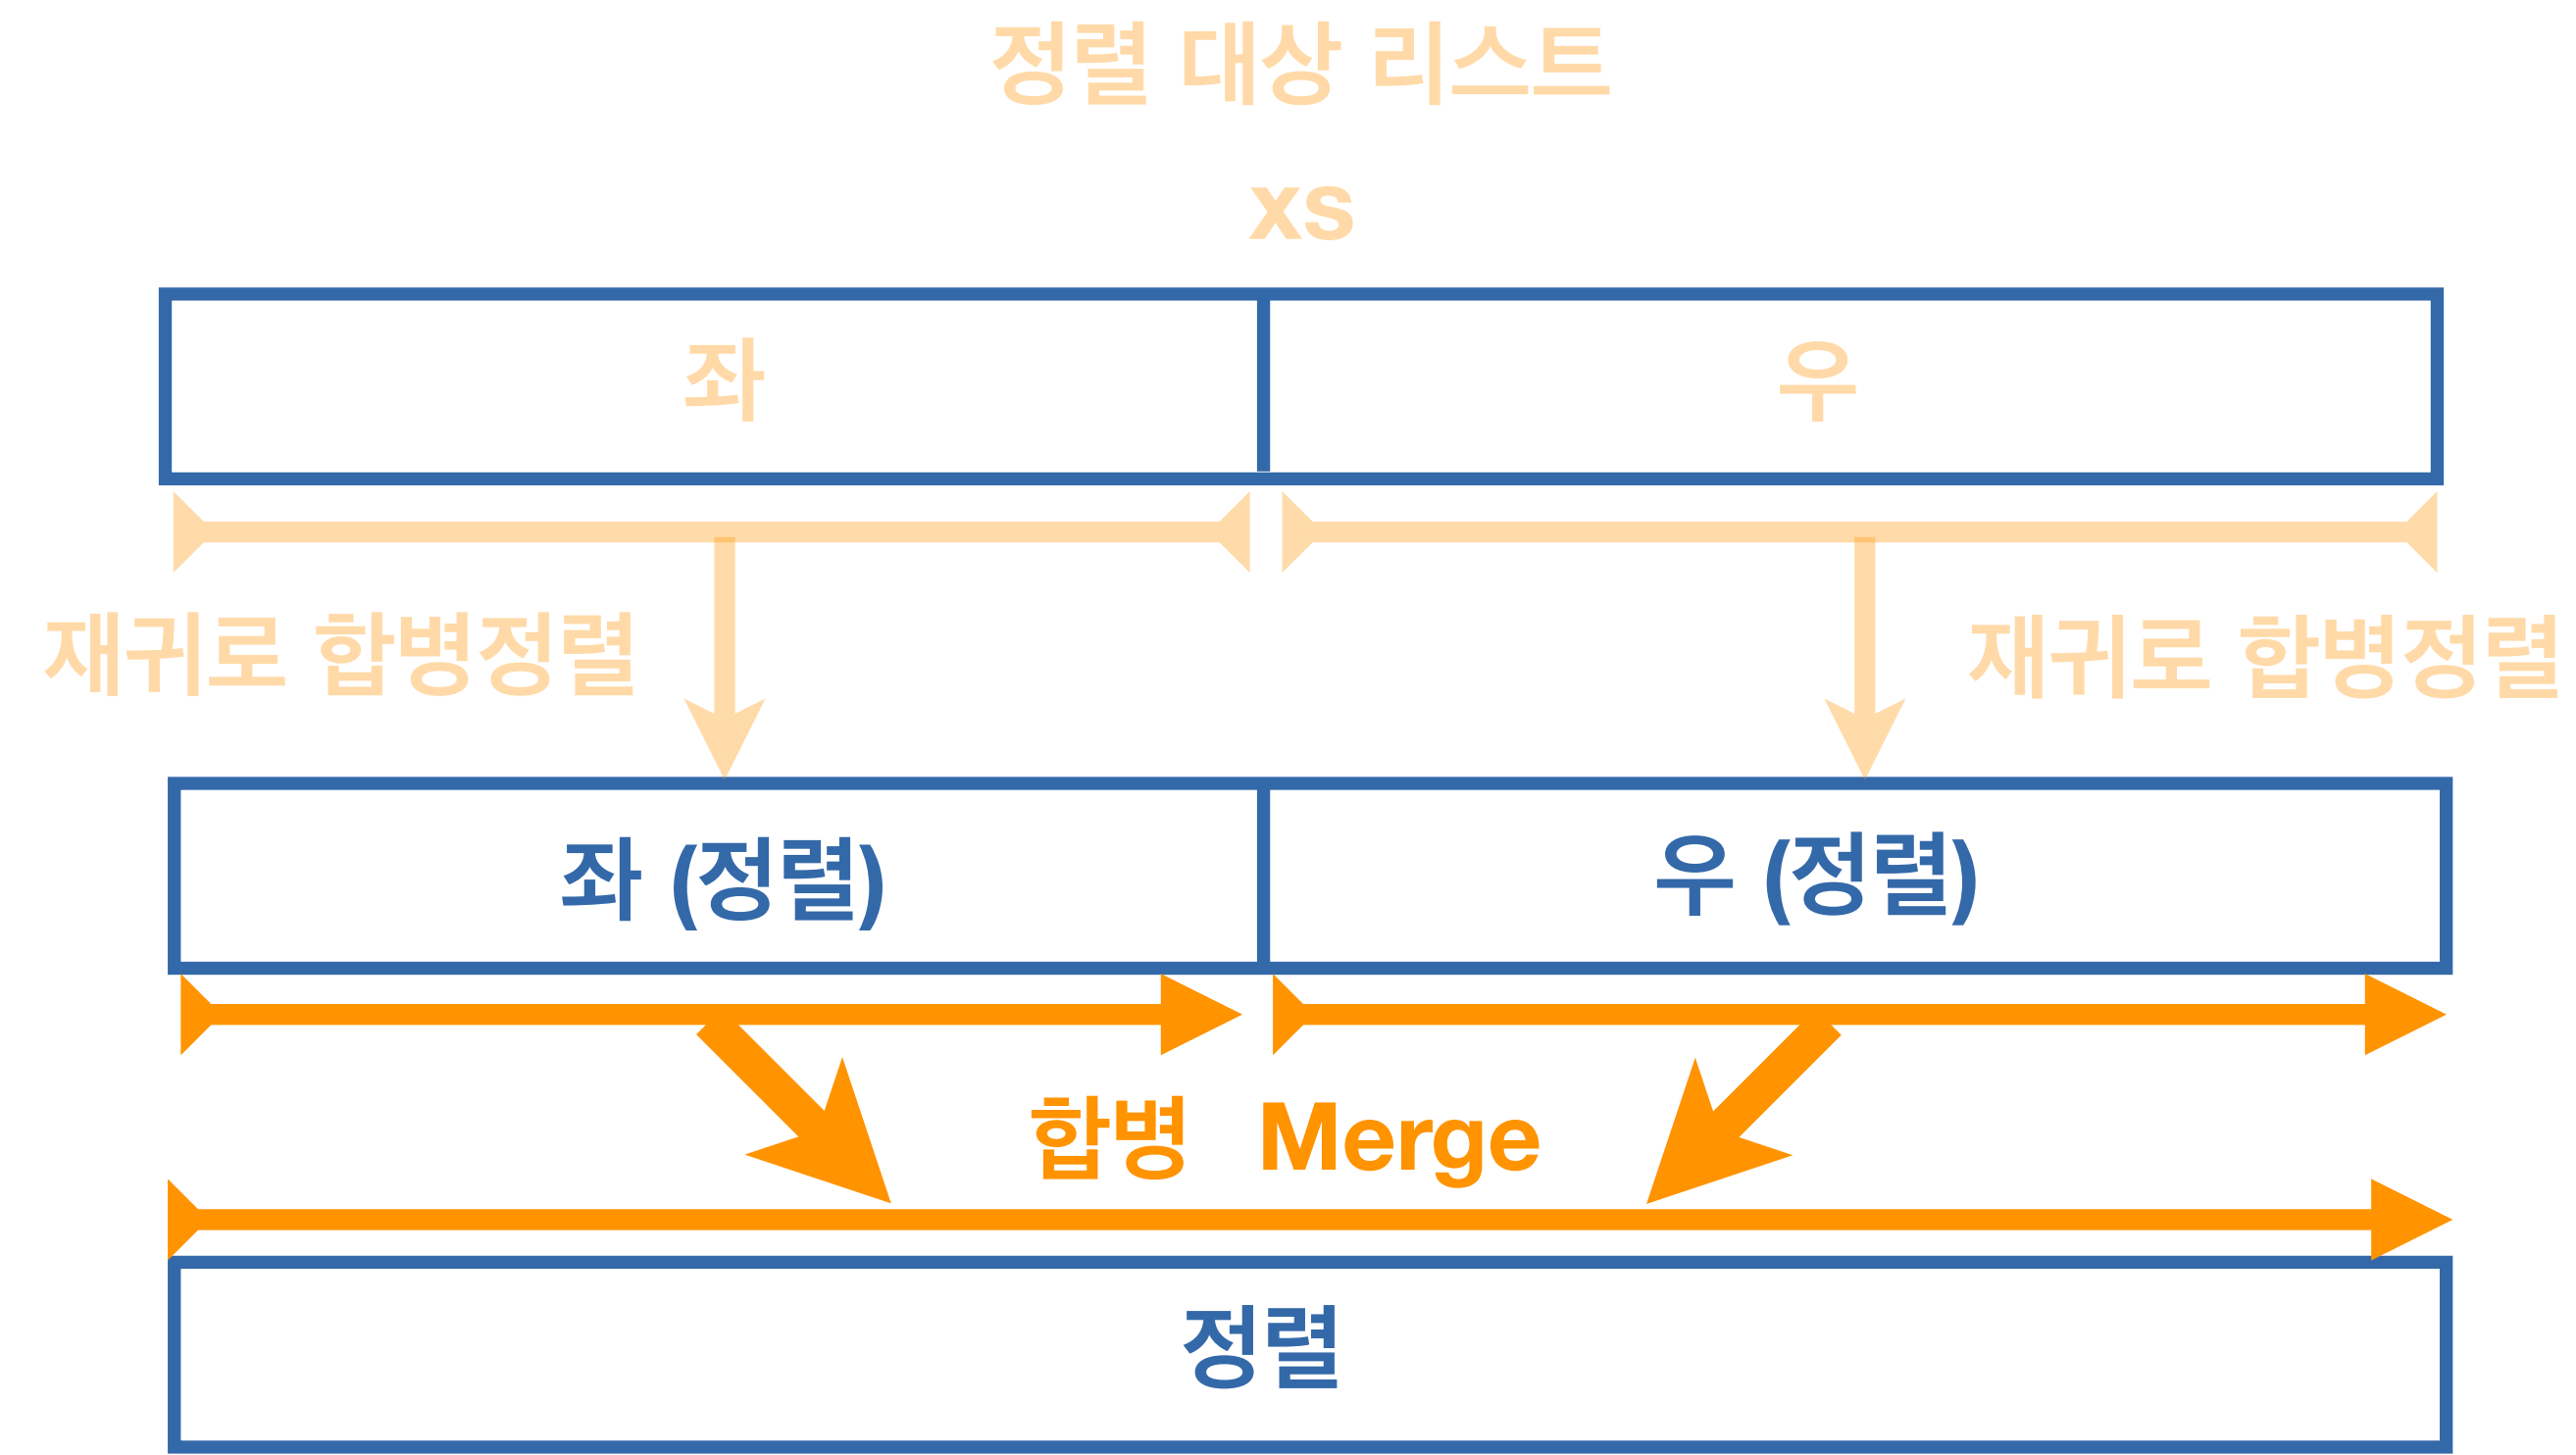 정렬 대상 리스트
xs
좌
우
재귀로 합병정렬
재귀로 합병정렬
좌 (정렬)
우 (정렬)
합병 Merge
정렬